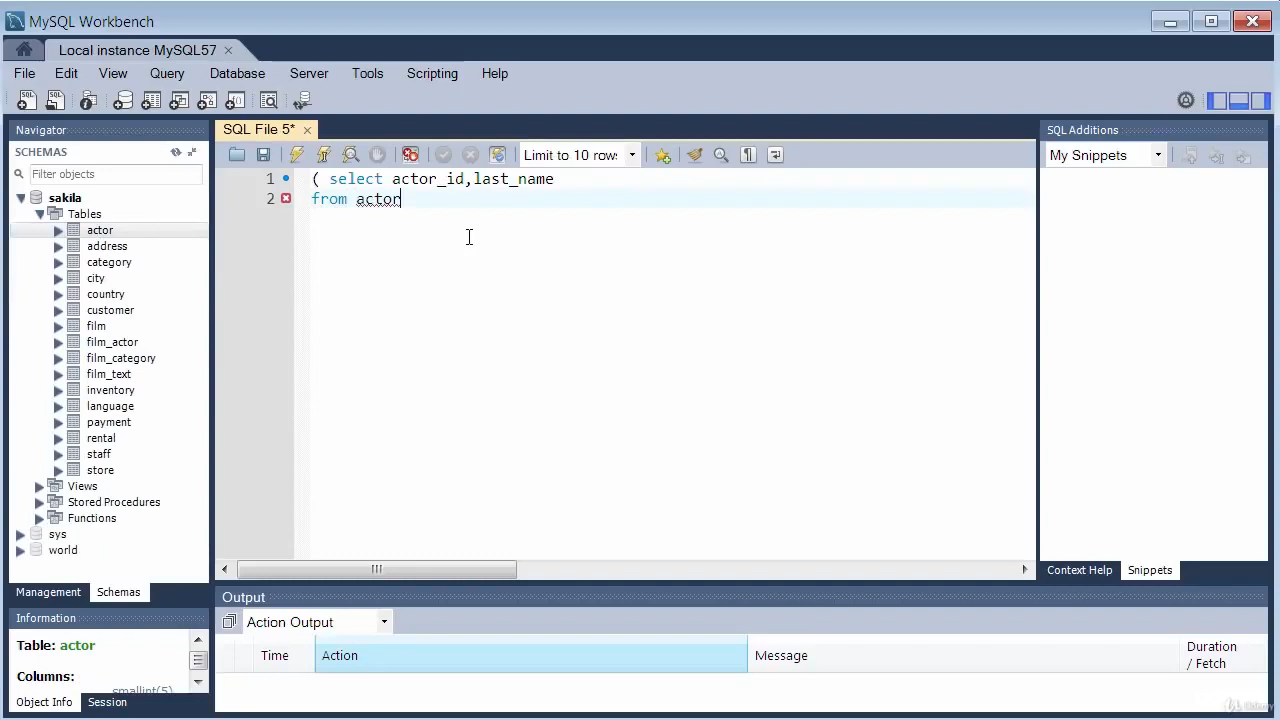 MySQL Workbench
Local instance MySQL57
File Edit View Query Database Server Tools Scripting Help
Navigator
SCHEMAS
Filter objects
sakila
Tables
actor
address
category
city
country
customer
film
film_actor
film_category
film_text
inventory
language
payment
rental
staff
store
Views
Stored Procedures
Functions
sys
world
Management Schemas
Information
Table: actor
Columns:
smallint(5)
Object Info Session
SQL File 5*
Limit to 10 rows
1 ( select actor_id,last_name
2 from actor
SQL Additions
My Snippets
Context Help Snippets
Output
Action Output
Time Action Message Duration / Fetch
Udemy